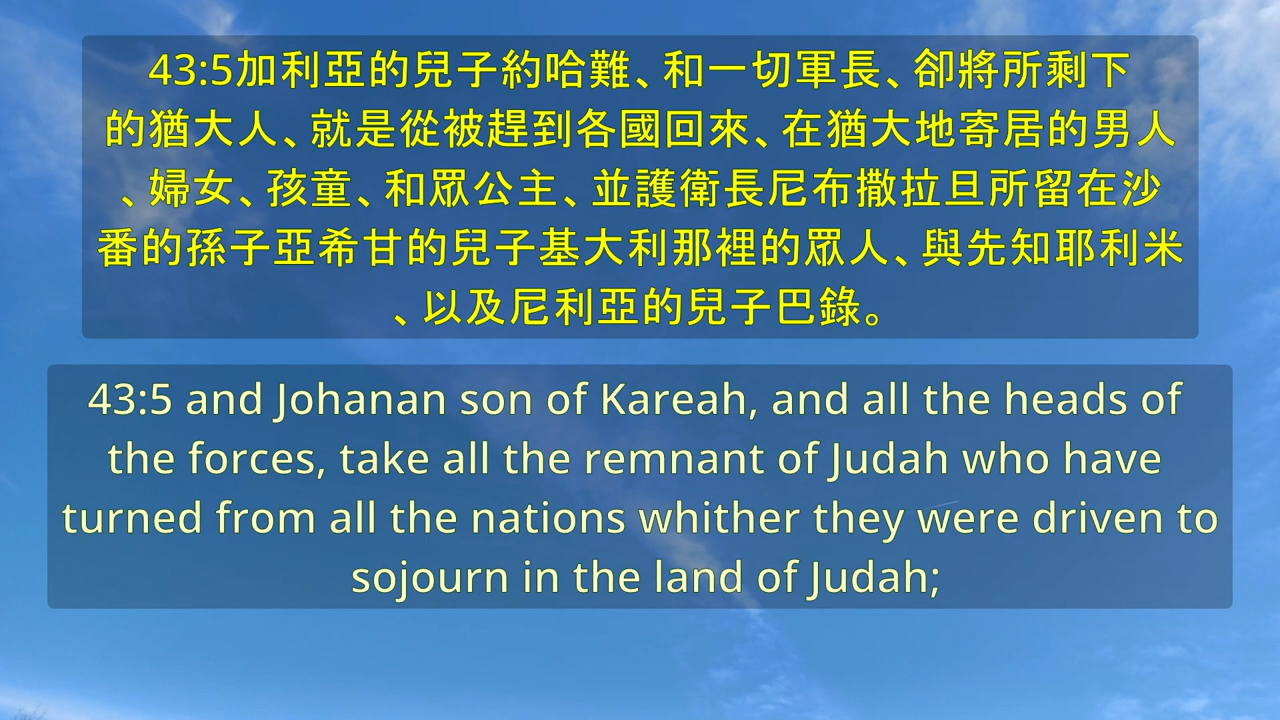 43:5加利亞的兒子約哈難、和一切軍長、卻將所剩下
的猶大人、就是從被趕到各國回來、在猶大地寄居的男人
、婦女、孩童、和眾公主、並護衛長尼布撒拉旦所留在沙
番的孫子亞希甘的兒子基大利那裡的眾人、與先知耶利米
、以及尼利亞的兒子巴錄。
43:5 and Johanan son of Kareah, and all the heads of
the forces, take all the remnant of Judah who have
turned from all the nations whither they were driven to
sojourn in the land of Judah;